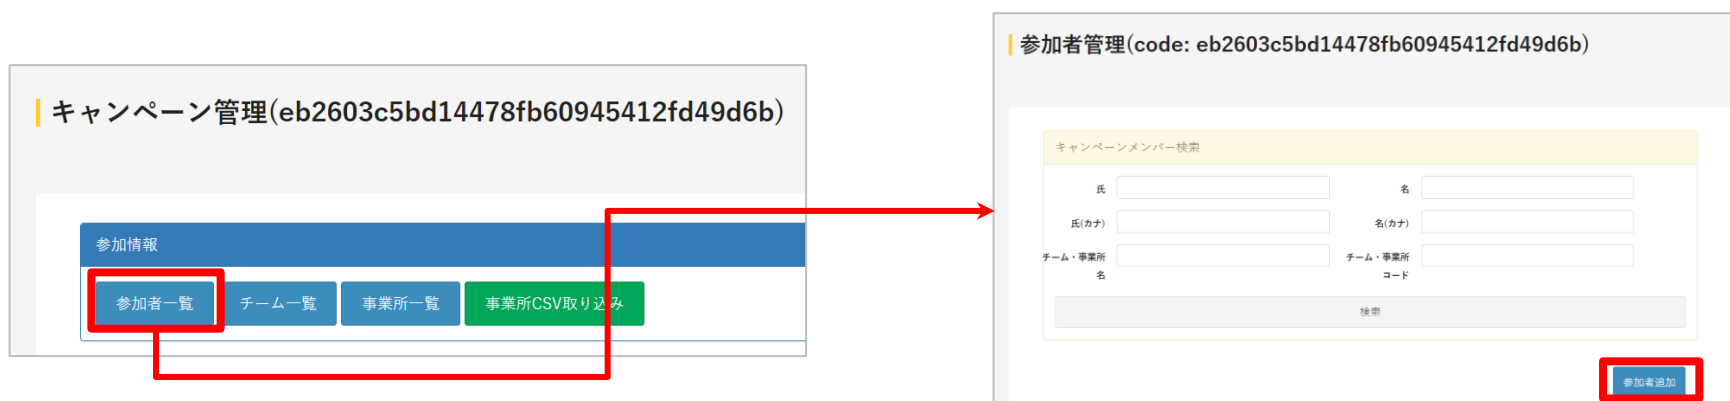 キャンペーン管理(eb2603c5bd14478fb60945412fd49d6b)
参加情報
参加者一覧 チーム一覧 事業所一覧 事業所CSV取り込み
参加者管理(code: eb2603c5bd14478fb60945412fd49d6b)
キャンペーンメンバー検索
氏 名
氏(カナ) 名(カナ)
チーム・事業所名 チーム・事業所コード
検索
参加者追加